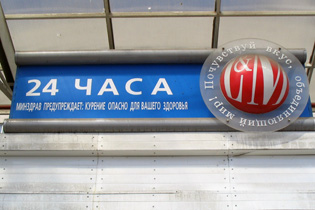 24 ЧАСА
МИНЗДРАВ ПРЕДУПРЕЖДАЕТ: КУРЕНИЕ ОПАСНО ДЛЯ ВАШЕГО ЗДОРОВЬЯ
Почувствуй вкус, объединяющий мир!
L&M